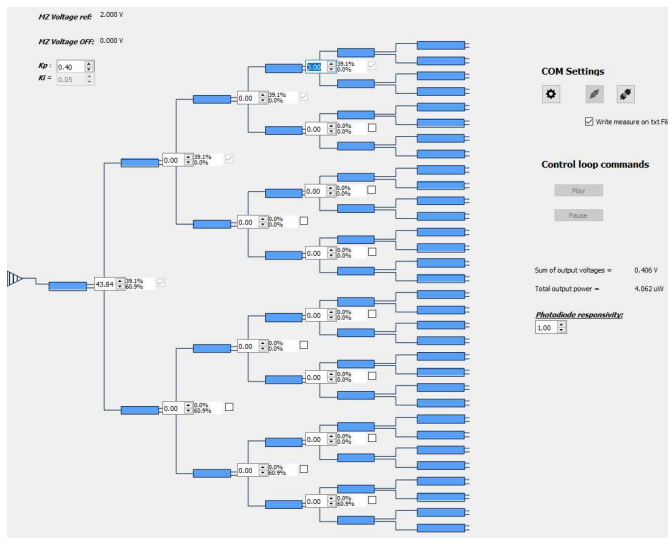 MZ Voltage ref: 2.000 V
MZ Voltage OFF: 0.000 V
Kp : 0.40
Ki = 0.05
0.00 39.1% 0.0%
0.00 39.1% 0.0%
0.00 0.0% 0.0%
0.00 39.1% 0.0%
0.00 0.0% 0.0%
0.00 0.0% 0.0%
0.00 0.0% 0.0%
43.84 39.1% 60.9%
0.00 0.0% 0.0%
0.00 0.0% 0.0%
0.00 0.0% 0.0%
0.00 0.0% 60.9%
0.00 0.0% 0.0%
0.00 0.0% 60.9%
0.00 0.0% 60.9%
COM Settings
Write measure on txt Fil
Control loop commands
Play
Pause
Sum of output voltages = 0.406 V
Total output power = 4.062 uW
Photodiode responsivity:
1.00